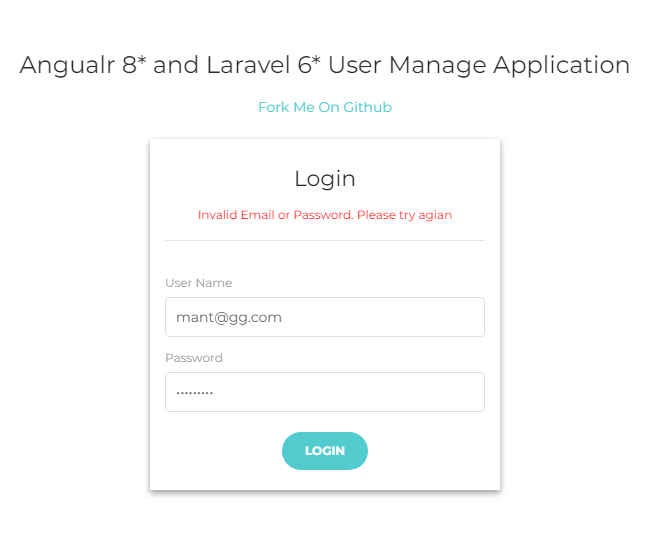 Angualr 8* and Laravel 6* User Manage Application
Fork Me On Github
Login
Invalid Email or Password. Please try agian
User Name
mant@gg.com
Password
·········
LOGIN